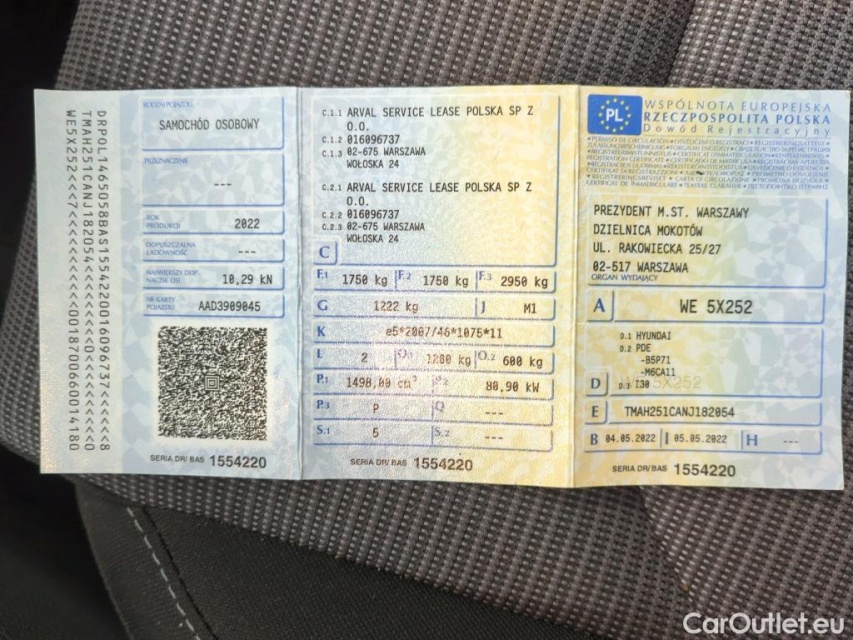 DRPOL1465058BAS1554220016096737<<<<<<8
TMAH251CANJ182054<<<<<<<<<<<<0<<<<<<<0
WE5X252<<<7<<<<<<<<<<<<001870660014180
RODZAJ POJAZDU
SAMOCHÓD OSOBOWY
PRZEZNACZENIE
---
ROK
PRODUKCJI 2022
DOPUSZCZALNA
ŁADOWNOŚĆ ---
NAJWIĘKSZY DOP.
NACISK OSI 10,29 kN
NR KARTY
POJAZDU AAD3909045
SERIA DR/BAS 1554220
C.1.1 ARVAL SERVICE LEASE POLSKA SP Z
O.O.
C.1.2 016096737
C.1.3 02-675 WARSZAWA
WOŁOSKA 24
C.2.1 ARVAL SERVICE LEASE POLSKA SP Z
O.O.
C.2.2 016096737
C.2.3 02-675 WARSZAWA
WOŁOSKA 24
C
F.1 1750 kg F.2 1750 kg F.3 2950 kg
G 1222 kg J M1
K e5*2007/46*1075*11
L 2 O.1 1200 kg O.2 600 kg
P.1 1498,00 cm³ P.2 80,90 kW
P.3 P Q ---
S.1 5 S.2 ---
SERIA DR/BAS 1554220
PL
WSPÓLNOTA EUROPEJSKA
RZECZPOSPOLITA POLSKA
Dowód Rejestracyjny
PREZYDENT M.ST. WARSZAWY
DZIELNICA MOKOTÓW
UL. RAKOWIECKA 25/27
02-517 WARSZAWA
ORGAN WYDAJĄCY
A WE 5X252
D.1 HYUNDAI
D.2 PDE
-B5P71
-M6CA11
D D.3 I30
WE 5X252
E TMAH251CANJ182054
B 04.05.2022 I 05.05.2022 H ---
SERIA DR/BAS 1554220
CarOutlet.eu